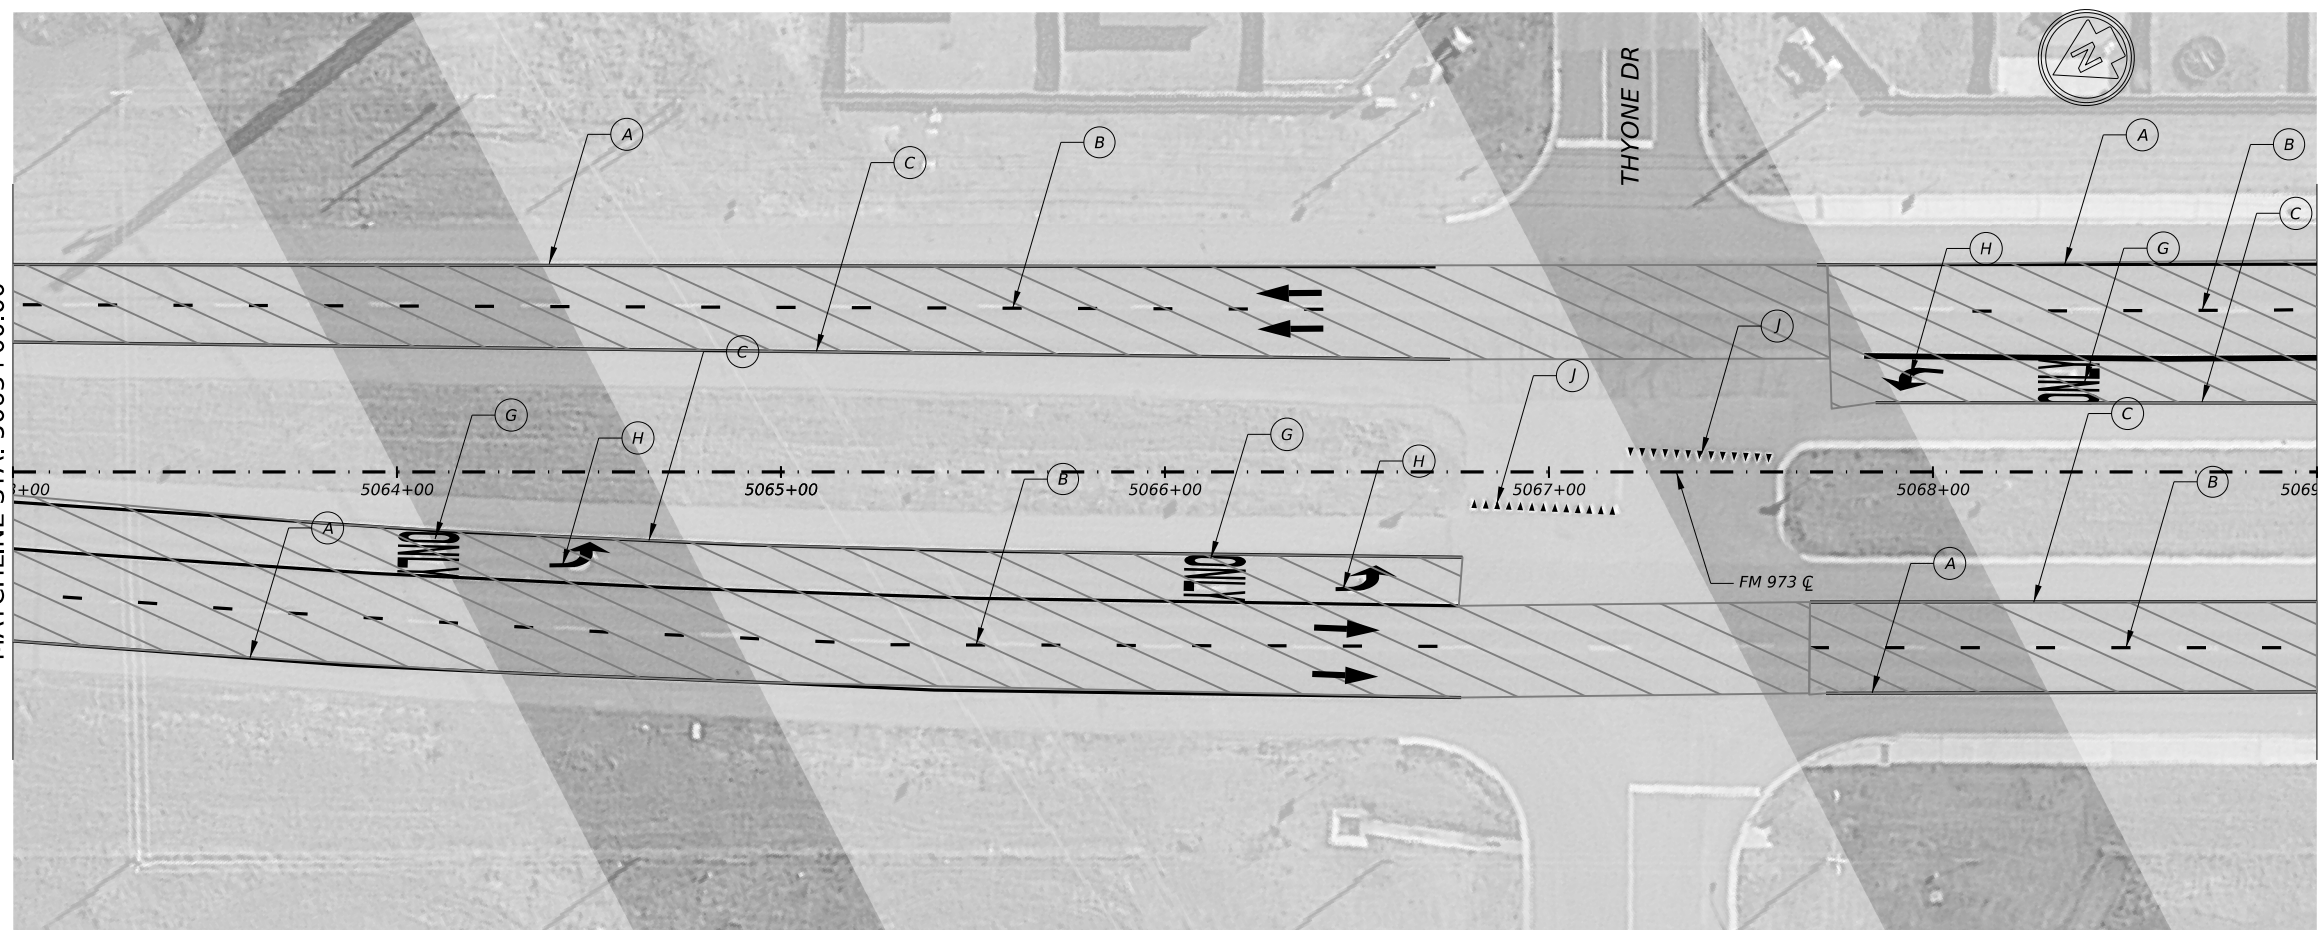 THYONE DR
N
A
C
B
A
B
C
H
G
J
C
J
G
H
C
G
H
B
B
5064+00
5065+00
5066+00
5067+00
5068+00
A
A
FM 973 ℄
ONLY
ONLY
ONLY